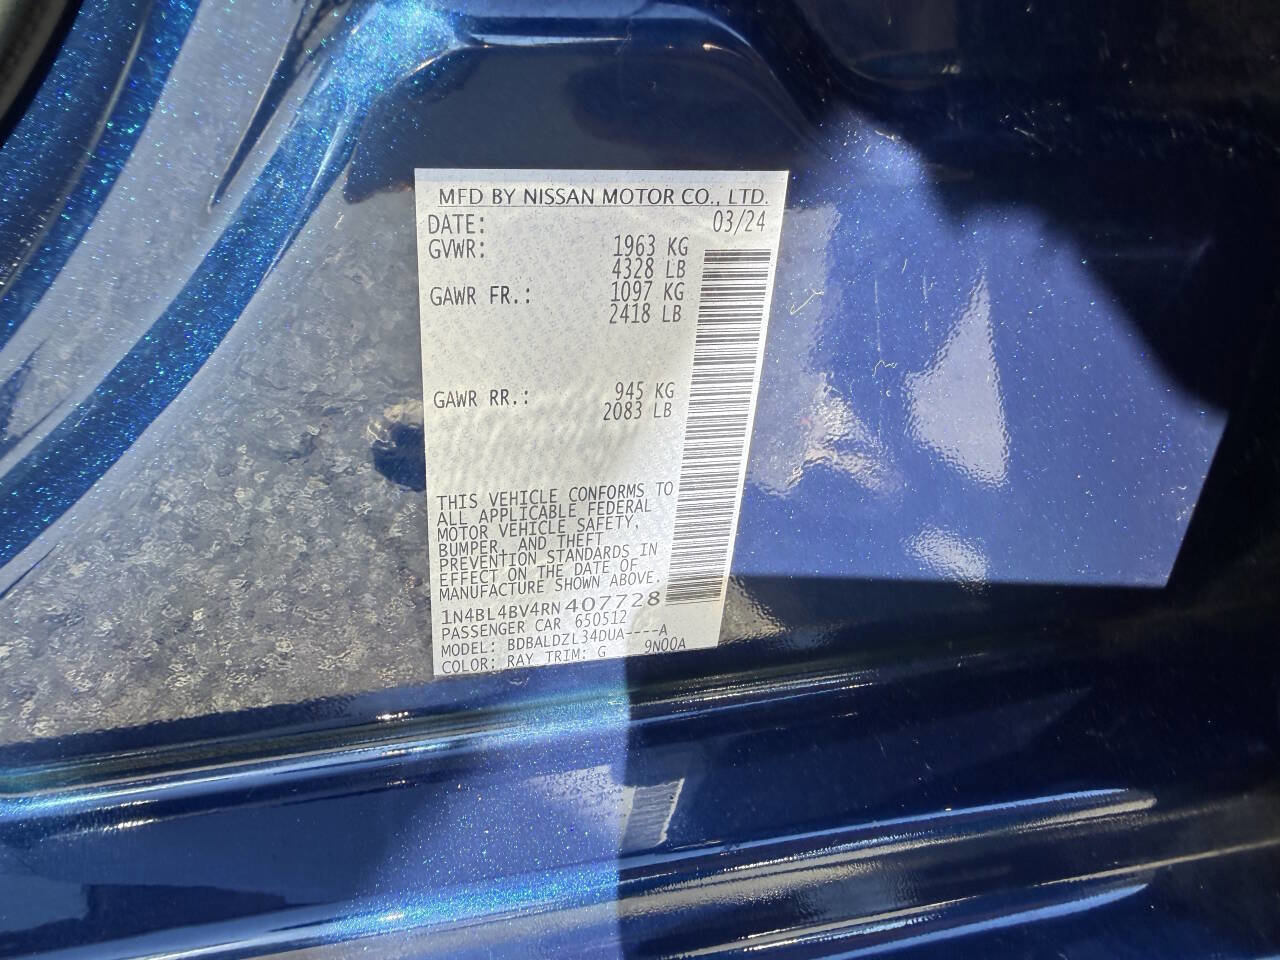 MFD BY NISSAN MOTOR CO., LTD.
DATE: 03/24
GVWR: 1963 KG
4328 LB
GAWR FR.: 1097 KG
2418 LB
GAWR RR.: 945 KG
2083 LB
THIS VEHICLE CONFORMS TO
ALL APPLICABLE FEDERAL
MOTOR VEHICLE SAFETY,
BUMPER, AND THEFT
PREVENTION STANDARDS IN
EFFECT ON THE DATE OF
MANUFACTURE SHOWN ABOVE.
1N4BL4BV4RN407728
PASSENGER CAR 650512
MODEL: BDBALDZL34DUA----A
COLOR: RAY TRIM: G 9N00A